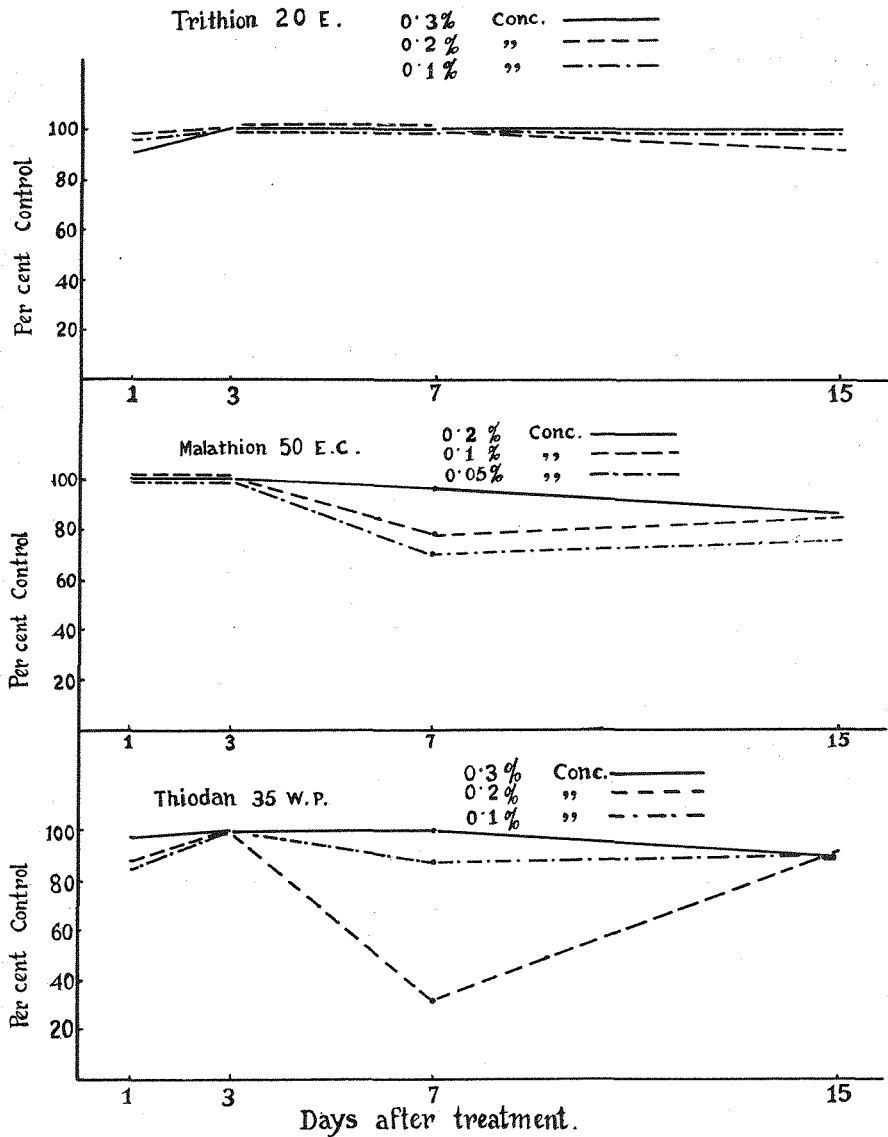 Trithion 20 E.
0·3% Conc.
0·2% ,,
0·1% ,,
Per cent Control
100
80
60
40
20
1 3 7 15
Malathion 50 E.C.
0·2 % Conc.
0·1 % ,,
0·05% ,,
Per cent Control
100
80
60
40
20
1 3 7 15
Thiodan 35 W.P.
0·3% Conc.
0·2% ,,
0·1% ,,
Per cent Control
100
80
60
40
20
1 3 7 15
Days after treatment.